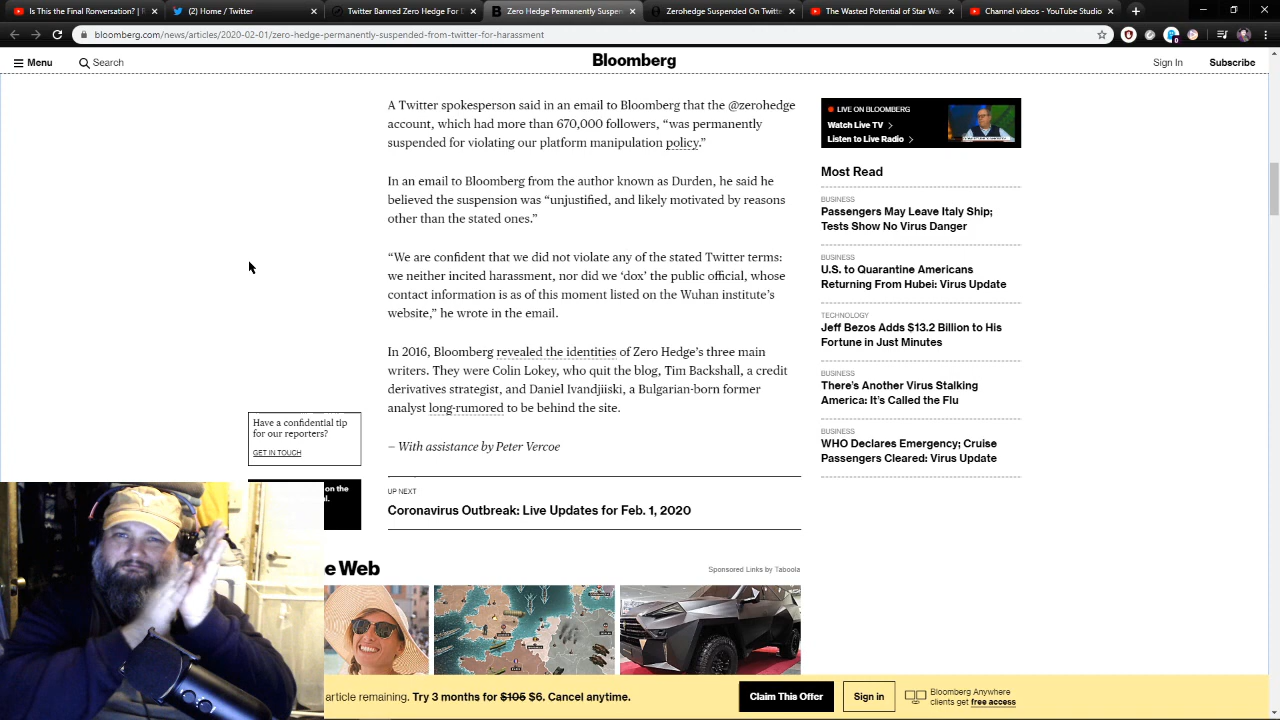 Is This the Final Reversation? | F
(2) Home / Twitter
Twitter Zero Hedge For
Zero Hedge Permanently Suspen
Zerohedge Suspended On Twitte
The Wasted Times - YouTube
Channel videos - YouTube Studio
bloomberg.com/news/articles/2020-02-01/zero-hedge-permanently-suspended-from-twitter-for-harassment
Menu
Search
Bloomberg
Sign In
Subscribe
A Twitter spokesperson said in an email to Bloomberg that the @zerohedge
account, which had more than 670,000 followers, “was permanently
suspended for violating our platform manipulation policy.”
In an email to Bloomberg from the author known as Durden, he said he
believed the suspension was “unjustified, and likely motivated by reasons
other than the stated ones.”
“We are confident that we did not violate any of the stated Twitter terms:
we neither incited harassment, nor did we ‘dox’ the public official, whose
contact information is as of this moment listed on the Wuhan institute’s
website,” he wrote in the email.
In 2016, Bloomberg revealed the identities of Zero Hedge’s three main
writers. They were Colin Lokey, who quit the blog, Tim Backshall, a credit
derivatives strategist, and Daniel Ivandjiiski, a Bulgarian-born former
analyst long-rumored to be behind the site.
– With assistance by Peter Vercoe
UP NEXT
Coronavirus Outbreak: Live Updates for Feb. 1, 2020
Have a confidential tip
for our reporters?
GET IN TOUCH
on the
e Web
Sponsored Links by Taboola
LIVE ON BLOOMBERG
Watch Live TV
Listen to Live Radio
Most Read
BUSINESS
Passengers May Leave Italy Ship;
Tests Show No Virus Danger
BUSINESS
U.S. to Quarantine Americans
Returning From Hubei: Virus Update
TECHNOLOGY
Jeff Bezos Adds $13.2 Billion to His
Fortune in Just Minutes
BUSINESS
There’s Another Virus Stalking
America: It’s Called the Flu
BUSINESS
WHO Declares Emergency; Cruise
Passengers Cleared: Virus Update
article remaining. Try 3 months for $105 $6. Cancel anytime.
Claim This Offer
Sign in
Bloomberg Anywhere
clients get free access